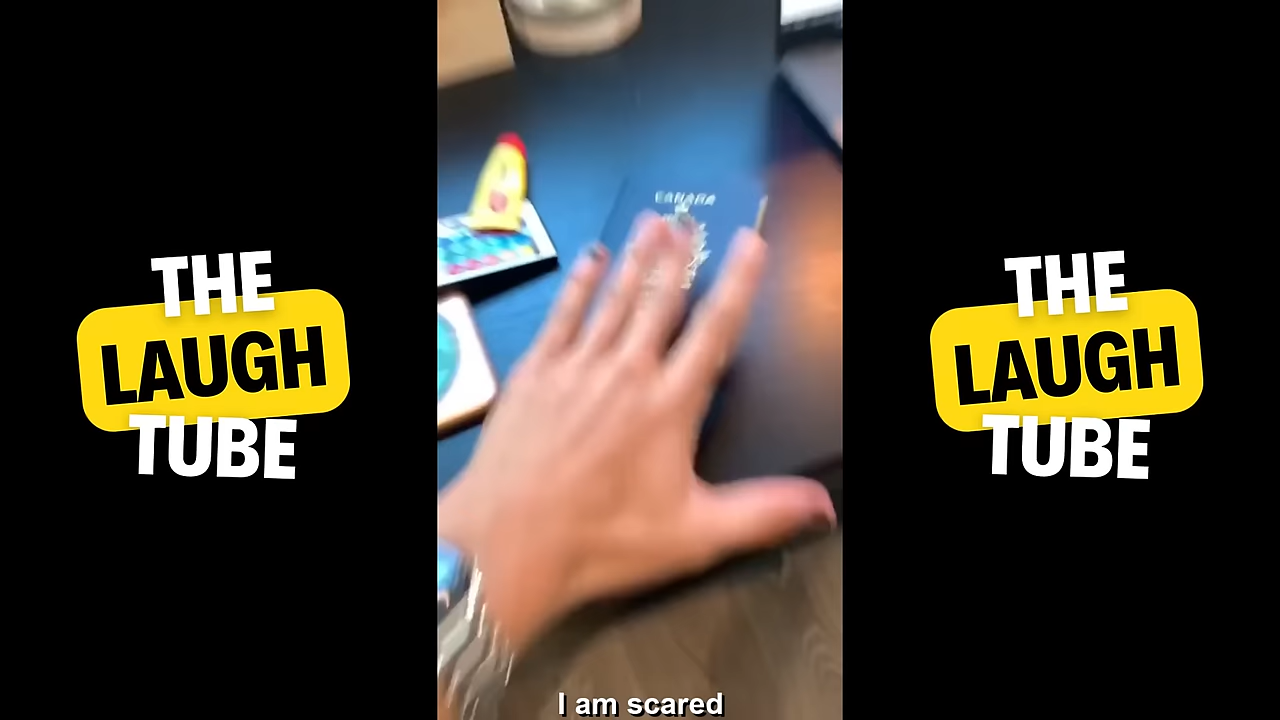 THE
LAUGH
TUBE
CANADA
THE
LAUGH
TUBE
I am scared